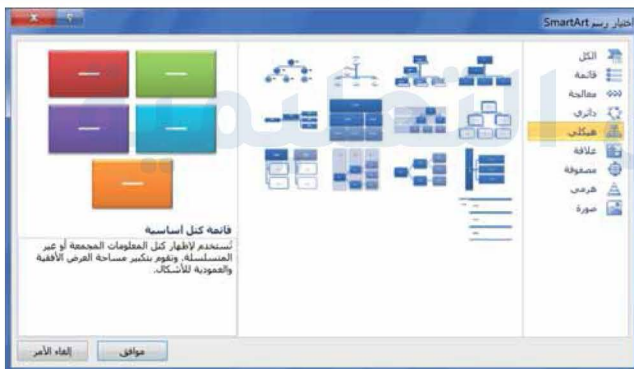 اختيار رسم SmartArt
الكل
قائمة
معالجة
دائري
هيكلي
علاقة
مصفوفة
هرمي
صورة
قائمة كتل أساسية
تُستخدم لإظهار كتل المعلومات المجمعة أو غير
المتسلسلة. وتقوم بتكبير مساحة العرض الأفقية
والعمودية للأشكال.
موافق
إلغاء الأمر
التعليمية